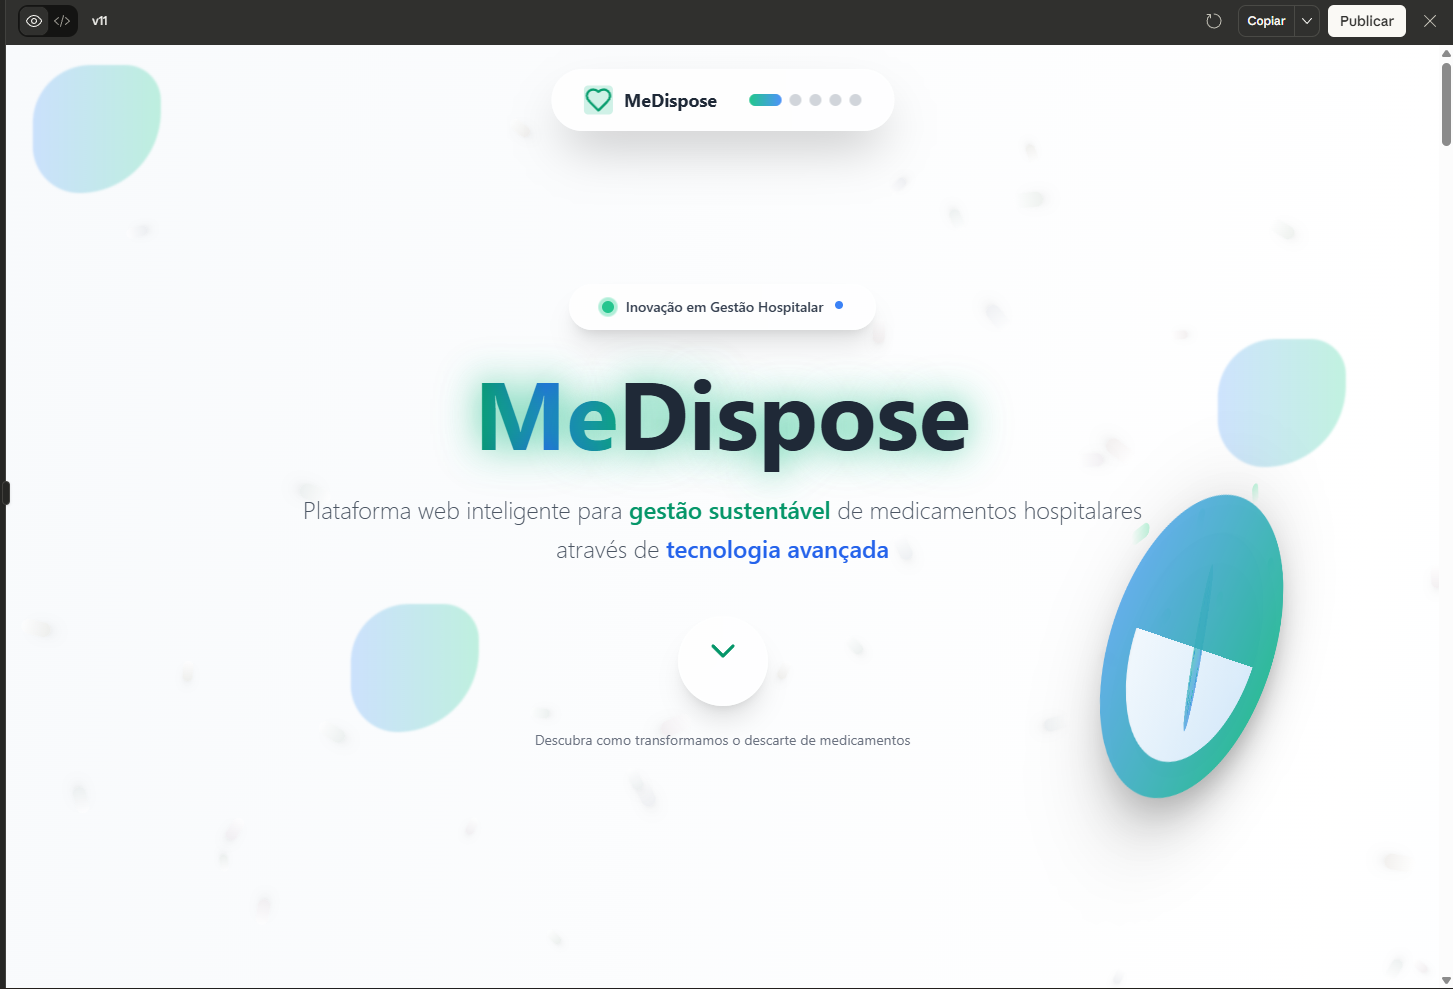 v11
Copiar
Publicar
MeDispose
Inovação em Gestão Hospitalar
MeDispose
Plataforma web inteligente para gestão sustentável de medicamentos hospitalares
através de tecnologia avançada
Descubra como transformamos o descarte de medicamentos